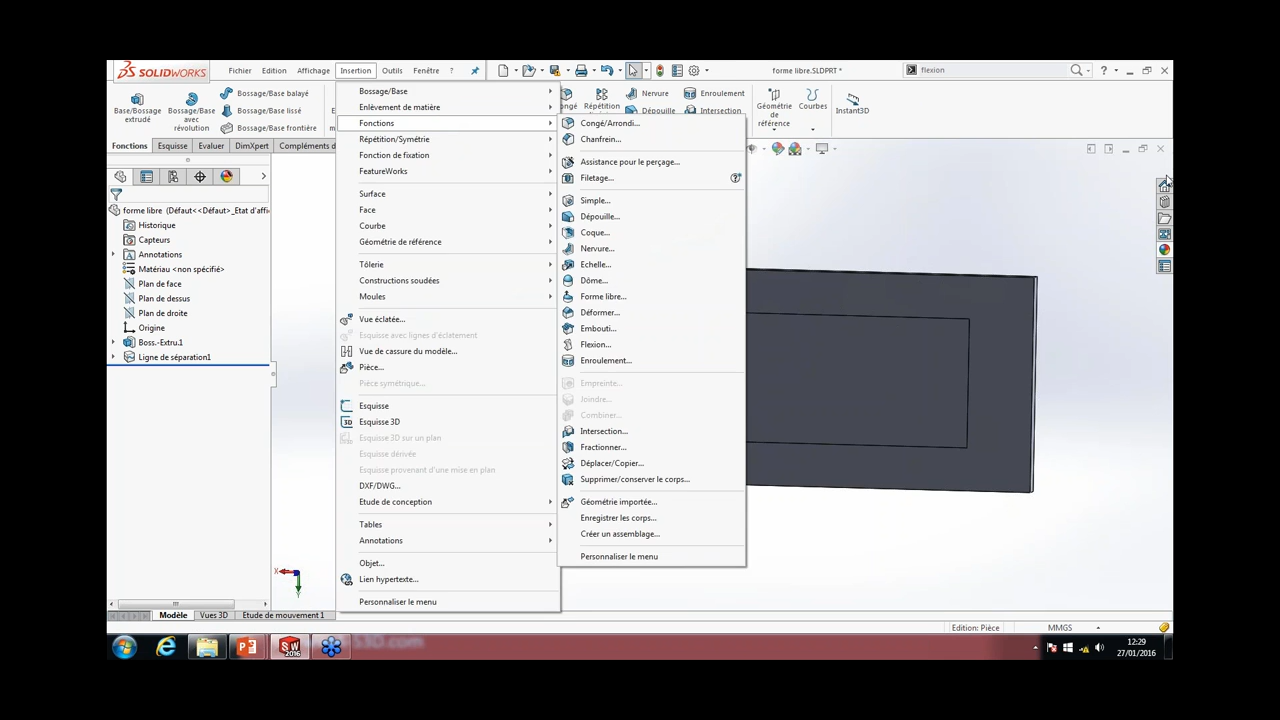 SOLIDWORKS
Fichier Edition Affichage Insertion Outils Fenêtre
forme libre.SLDPRT *
flexion
Base/Bossage extrudé
Bossage/Base avec révolution
Bossage/Base balayé
Bossage/Base lissé
Bossage/Base frontière
Répétition
Nervure
Dépouille
Enroulement
Intersection
Géométrie de référence
Courbes
Instant3D
Fonctions Esquisse Evaluer DimXpert Compléments d
forme libre (Défaut<<Défaut>_Etat d'affi
Historique
Capteurs
Annotations
Matériau <non spécifié>
Plan de face
Plan de dessus
Plan de droite
Origine
Boss.-Extru.1
Ligne de séparation1
Bossage/Base
Enlèvement de matière
Fonctions
Répétition/Symétrie
Fonction de fixation
FeatureWorks
Surface
Face
Courbe
Géométrie de référence
Tôlerie
Constructions soudées
Moules
Vue éclatée...
Esquisse avec lignes d'éclatement
Vue de cassure du modèle...
Pièce...
Pièce symétrique...
Esquisse
Esquisse 3D
Esquisse 3D sur un plan
Esquisse dérivée
Esquisse provenant d'une mise en plan
DXF/DWG...
Etude de conception
Tables
Annotations
Objet...
Lien hypertexte...
Personnaliser le menu
Congé/Arrondi...
Chanfrein...
Assistance pour le perçage...
Filetage...
Simple...
Dépouille...
Coque...
Nervure...
Echelle...
Dôme...
Forme libre...
Déformer...
Embouti...
Flexion...
Enroulement...
Empreinte...
Joindre...
Combiner...
Intersection...
Fractionner...
Déplacer/Copier...
Supprimer/conserver le corps...
Géométrie importée...
Enregistrer les corps...
Créer un assemblage...
Personnaliser le menu
X
Modèle Vues 3D Etude de mouvement 1
Edition: Pièce MMGS
12:29
27/01/2016